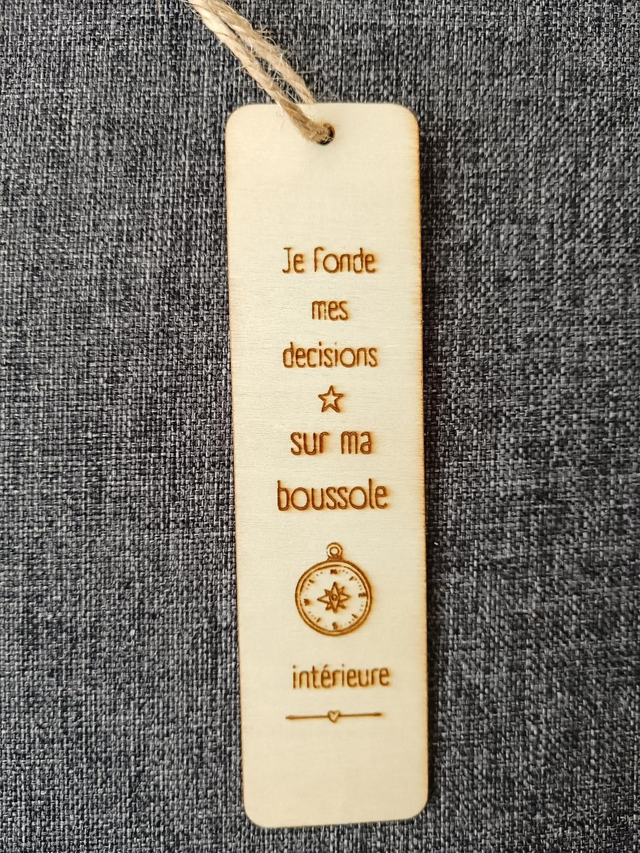 Je fonde
mes
decisions
sur ma
boussole
intérieure